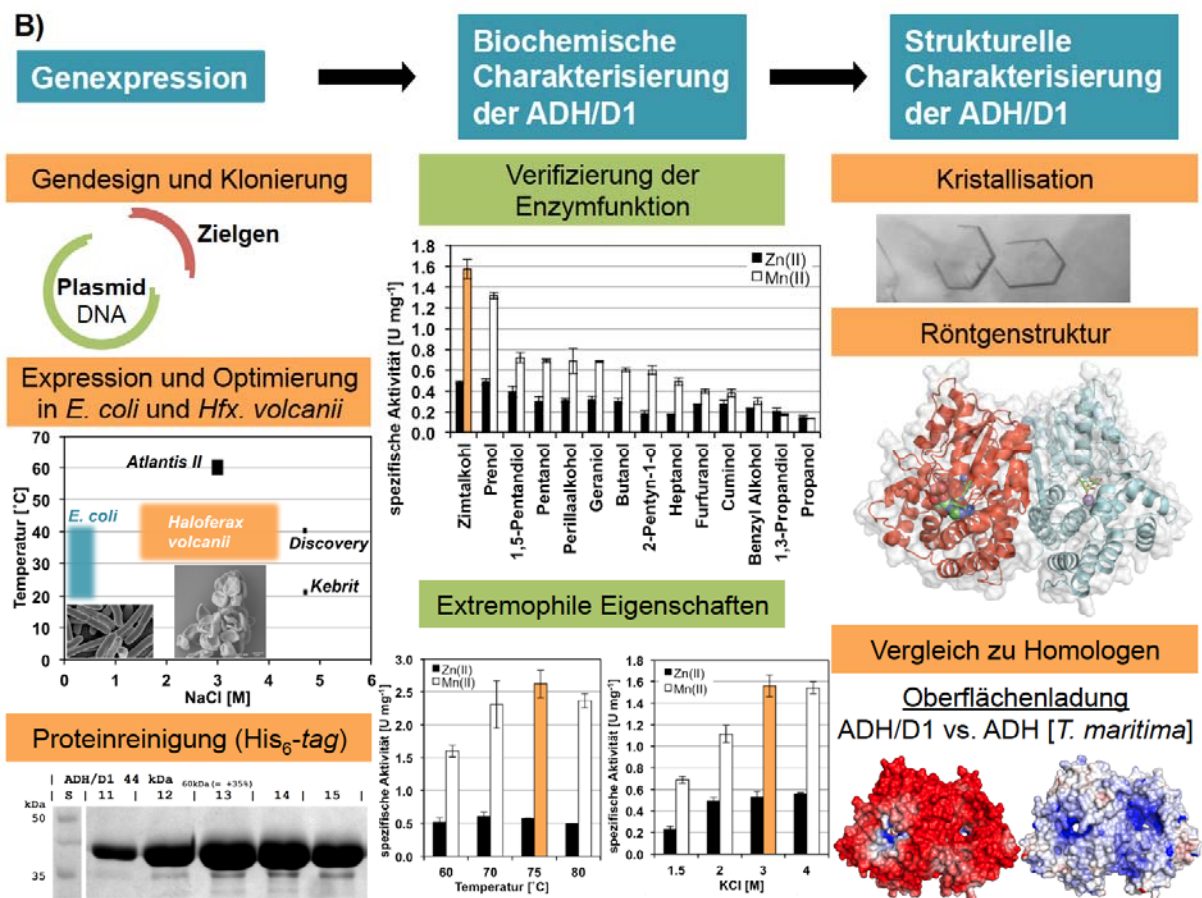 B)
Genexpression
Biochemische
Charakterisierung
der ADH/D1
Strukturelle
Charakterisierung
der ADH/D1
Gendesign und Klonierung
Zielgen
Plasmid
DNA
Expression und Optimierung
in E. coli und Hfx. volcanii
Temperatur [°C]
70
60
50
40
30
20
10
0
Atlantis II
E. coli
Haloferax
volcanii
Discovery
Kebrit
0 1 2 3 4 5 6
NaCl [M]
Proteinreinigung (His6-tag)
ADH/D1 44 kDa 60kDa(= +35%)
kDa S 11 12 13 14 15
50
35
Verifizierung der
Enzymfunktion
spezifische Aktivität [U mg-1]
1.8
1.6
1.4
1.2
1.0
0.8
0.6
0.4
0.2
0.0
Zn(II)
Mn(II)
Zimtalkohl
Prenol
1,5-Pentandiol
Pentanol
Perillaalkohol
Geraniol
Butanol
2-Pentyn-1-ol
Heptanol
Furfuranol
Cuminol
Benzyl Alkohol
1,3-Propandiol
Propanol
Extremophile Eigenschaften
spezifische Aktivität [U mg-1]
3.0
2.5
2.0
1.5
1.0
0.5
0.0
Zn(II)
Mn(II)
60 70 75 80
Temperatur [°C]
spezifische Aktivität [U mg-1]
1.8
1.6
1.4
1.2
1.0
0.8
0.6
0.4
0.2
0.0
Zn(II)
Mn(II)
1.5 2 3 4
KCl [M]
Kristallisation
Röntgenstruktur
Vergleich zu Homologen
Oberflächenladung
ADH/D1 vs. ADH [T. maritima]